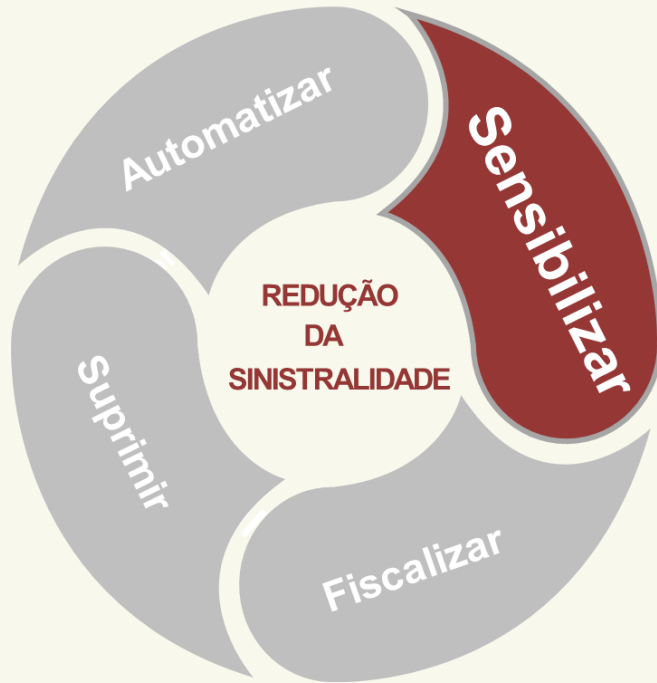 Automatizar
Sensibilizar
REDUÇÃO
DA
SINISTRALIDADE
Suprimir
Fiscalizar